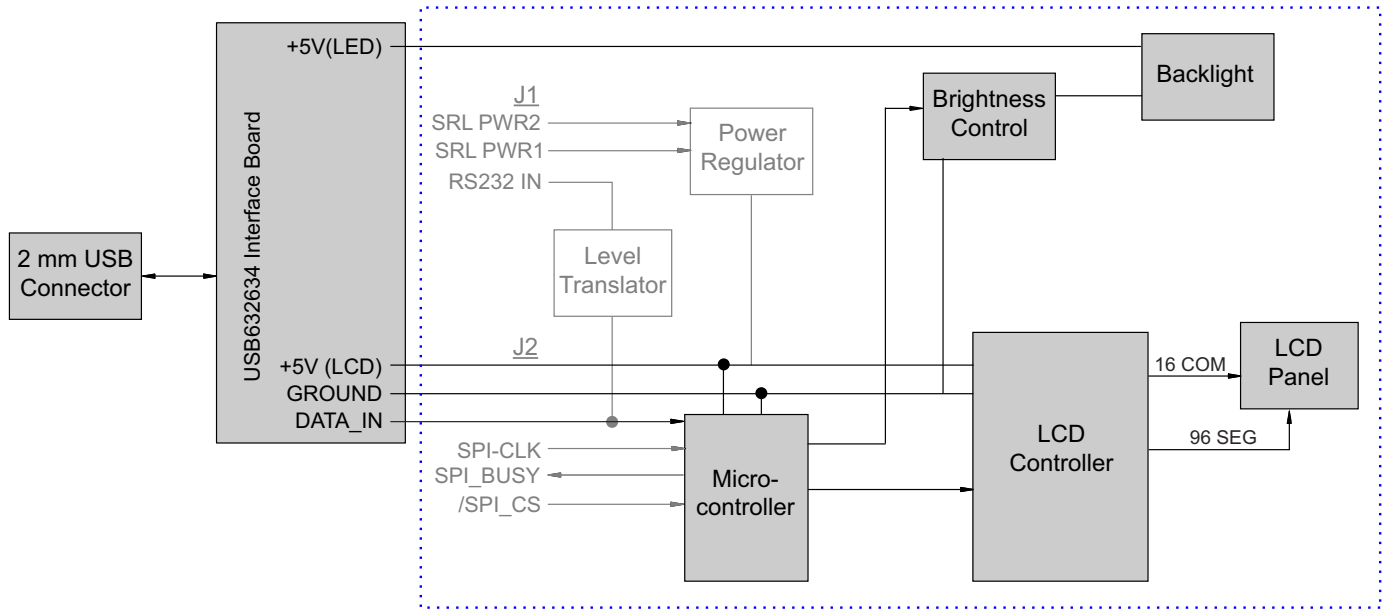 +5V(LED)
Backlight
J1
Brightness
Control
SRL PWR2
SRL PWR1
RS232 IN
Power
Regulator
USB632634 Interface Board
2 mm USB
Connector
Level
Translator
J2
+5V (LCD)
GROUND
DATA_IN
SPI-CLK
SPI_BUSY
/SPI_CS
Micro-
controller
LCD
Controller
16 COM
96 SEG
LCD
Panel